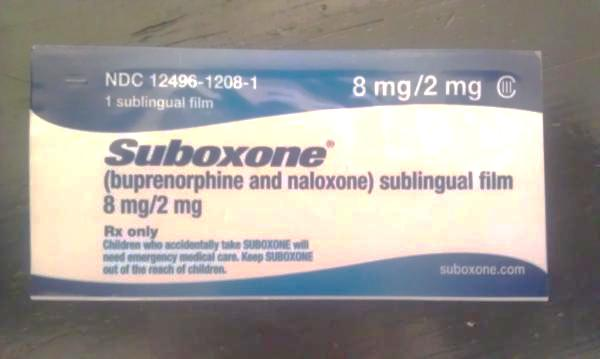 NDC 12496-1208-1
8 mg/2 mg CIII
1 sublingual film
Suboxone®
(buprenorphine and naloxone) sublingual film
8 mg/2 mg
Rx only
Children who accidentally take SUBOXONE will
need emergency medical care. Keep SUBOXONE
out of the reach of children.
suboxone.com